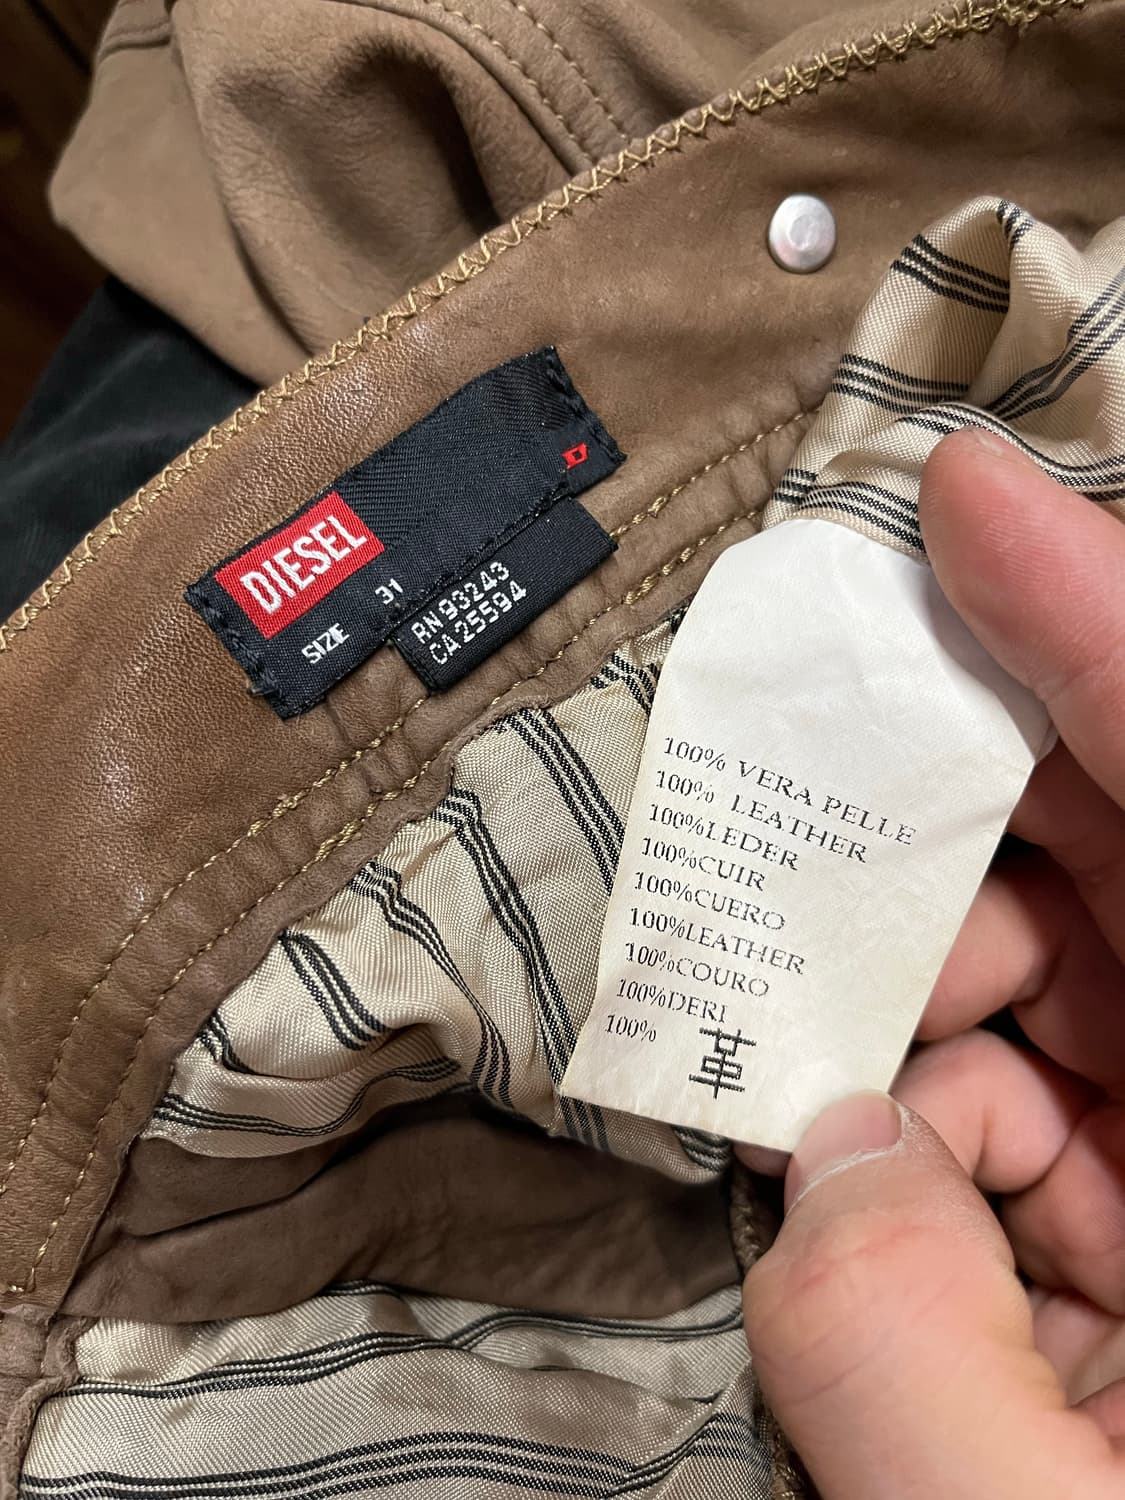 DIESEL
SIZE 31
RN 93243
CA 25594
D
100% VERA PELLE
100% LEATHER
100%LEDER
100%CUIR
100%CUERO
100%LEATHER
100%COURO
100%DERI
100% 革